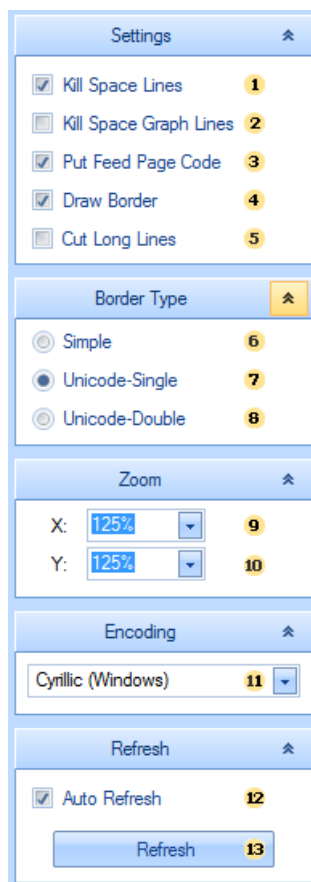 Settings
Kill Space Lines 1
Kill Space Graph Lines 2
Put Feed Page Code 3
Draw Border 4
Cut Long Lines 5
Border Type
Simple 6
Unicode-Single 7
Unicode-Double 8
Zoom
X: 125% 9
Y: 125% 10
Encoding
Cyrillic (Windows) 11
Refresh
Auto Refresh 12
Refresh 13